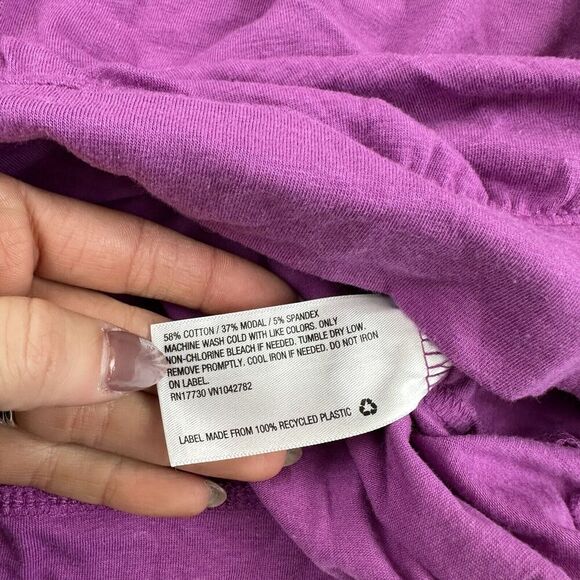 58% COTTON / 37% MODAL / 5% SPANDEX
MACHINE WASH COLD WITH LIKE COLORS. ONLY
NON-CHLORINE BLEACH IF NEEDED. TUMBLE DRY LOW.
REMOVE PROMPTLY. COOL IRON IF NEEDED. DO NOT IRON
ON LABEL.
RN17730 VN1042782
LABEL MADE FROM 100% RECYCLED PLASTIC